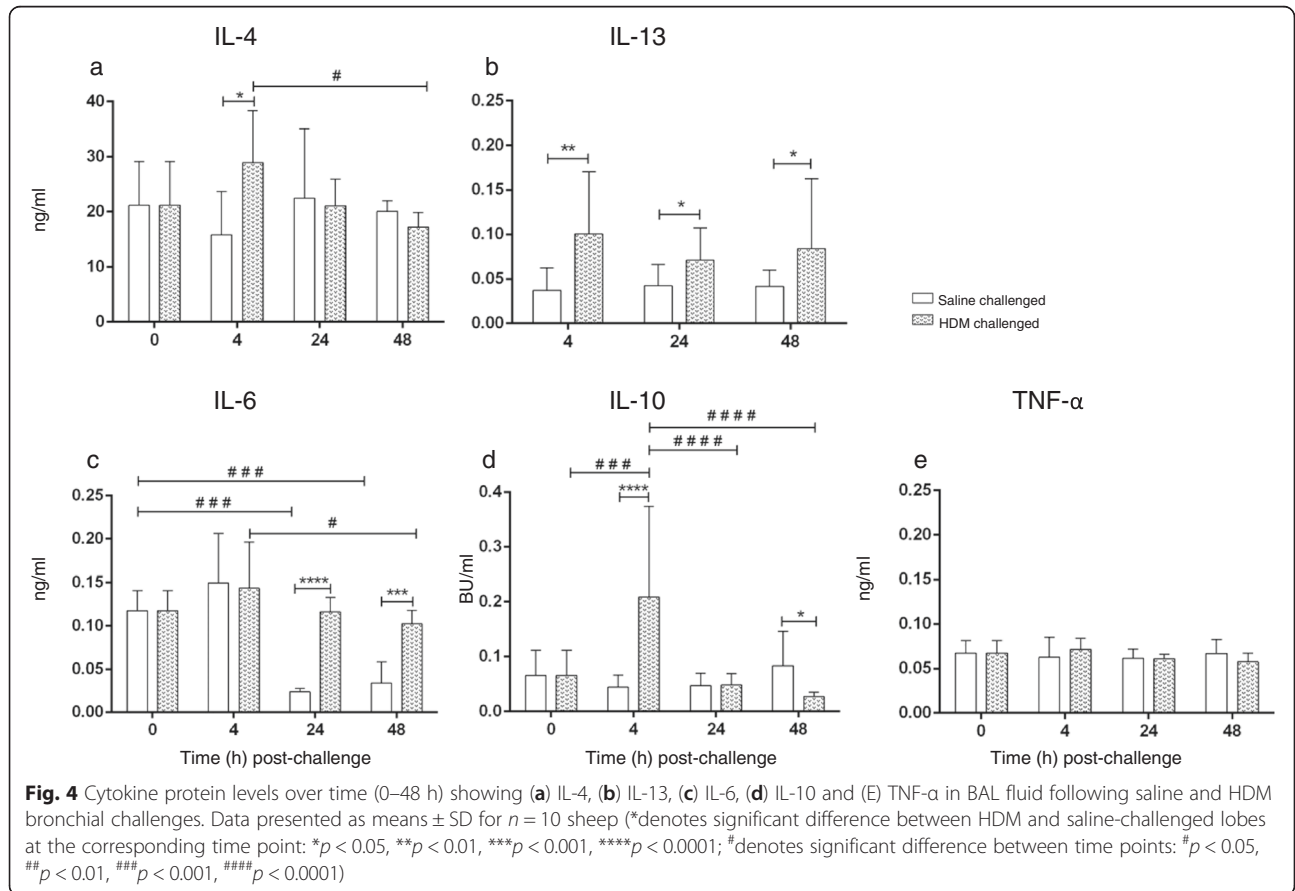 IL-4
IL-13
a
b
#
*
**
*
*
40
30
20
10
0
ng/ml
0
4
24
48
0.25
0.20
0.15
0.10
0.05
0.00
4
24
48
Saline challenged
HDM challenged
IL-6
IL-10
TNF-α
c
d
e
# # #
# # #
#
****
***
0.25
0.20
0.15
0.10
0.05
0.00
ng/ml
0
4
24
48
Time (h) post-challenge
# # # #
# # # #
# # #
****
*
0.4
0.3
0.2
0.1
0.0
BU/ml
0
4
24
48
Time (h) post-challenge
0.25
0.20
0.15
0.10
0.05
0.00
ng/ml
0
4
24
48
Time (h) post-challenge
Fig. 4 Cytokine protein levels over time (0–48 h) showing (a) IL-4, (b) IL-13, (c) IL-6, (d) IL-10 and (E) TNF-α in BAL fluid following saline and HDM
bronchial challenges. Data presented as means ± SD for n = 10 sheep (*denotes significant difference between HDM and saline-challenged lobes
at the corresponding time point: *p < 0.05, **p < 0.01, ***p < 0.001, ****p < 0.0001; #denotes significant difference between time points: #p < 0.05,
##p < 0.01, ###p < 0.001, ####p < 0.0001)